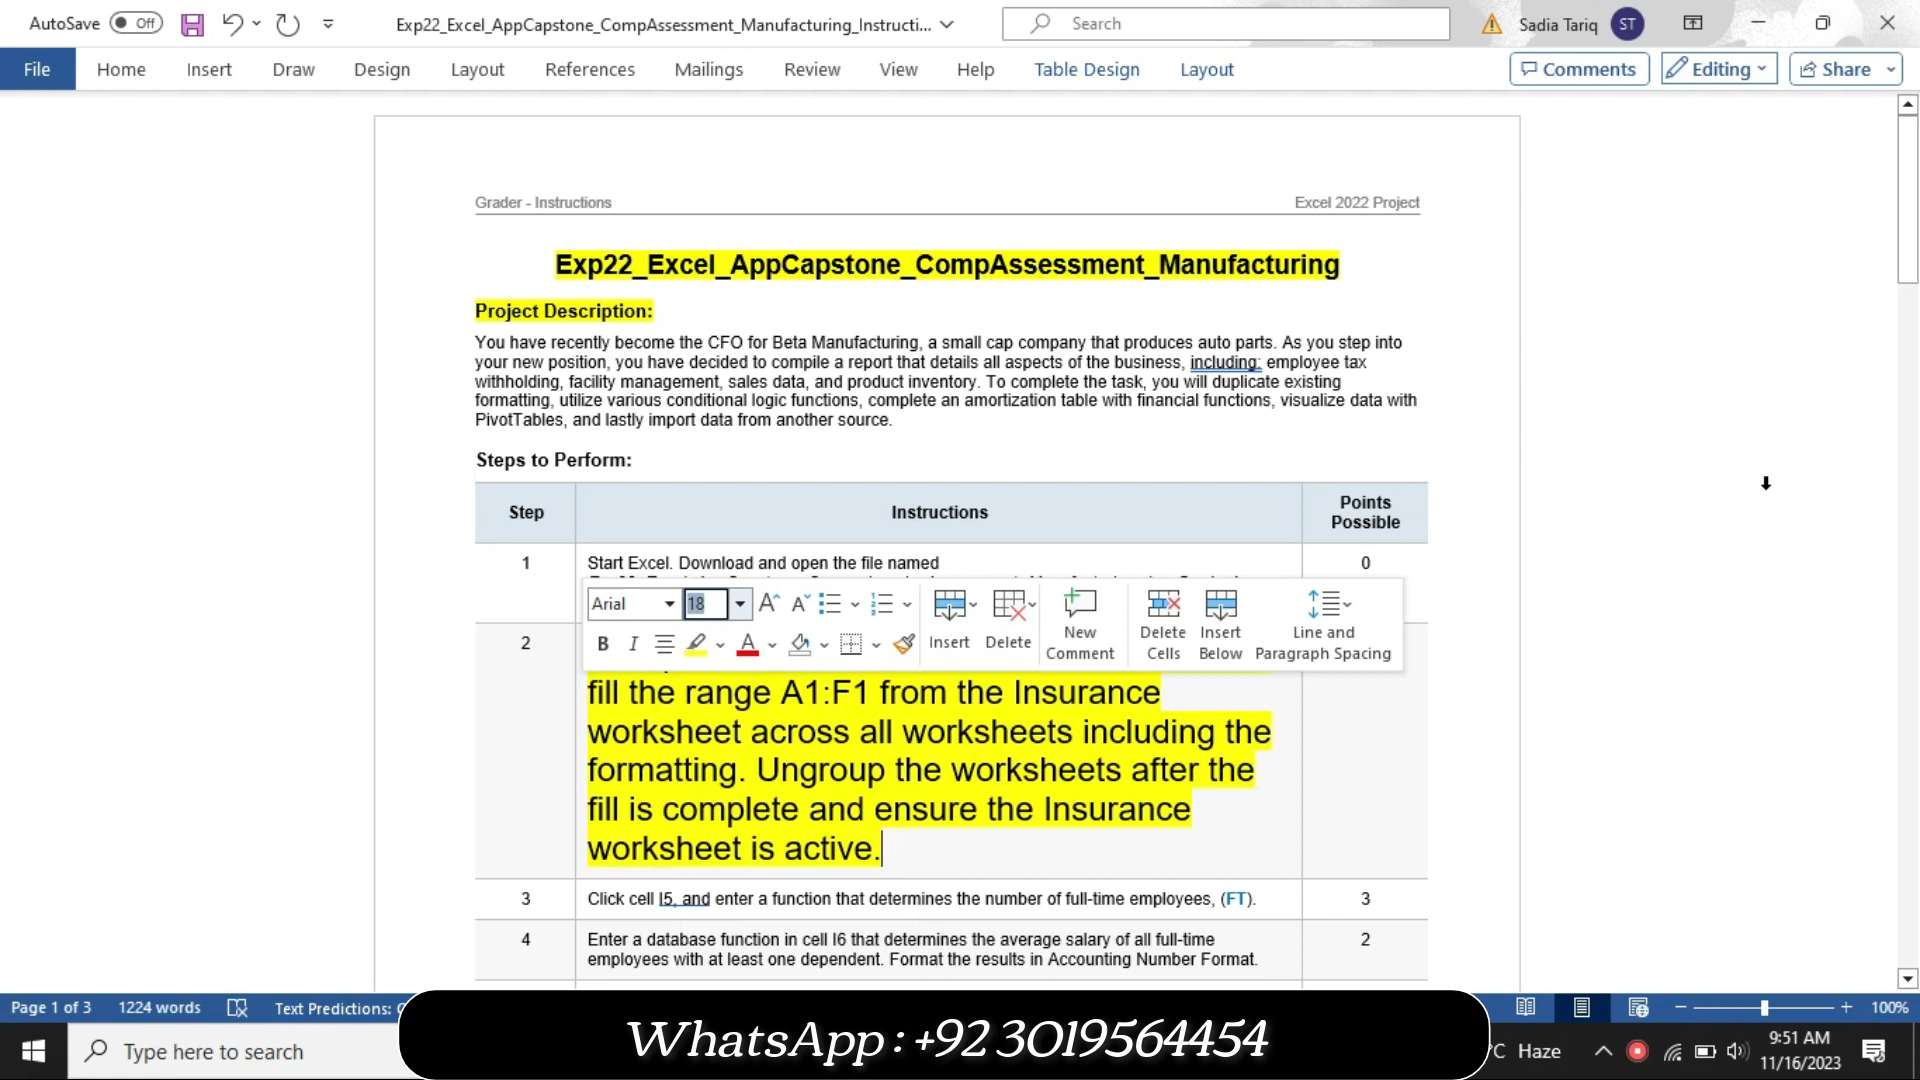 AutoSave Off
Exp22_Excel_AppCapstone_CompAssessment_Manufacturing_Instructi...
Search
Sadia Tariq ST
File Home Insert Draw Design Layout References Mailings Review View Help Table Design Layout
Comments Editing Share
Grader - Instructions Excel 2022 Project
Exp22_Excel_AppCapstone_CompAssessment_Manufacturing
Project Description:
You have recently become the CFO for Beta Manufacturing, a small cap company that produces auto parts. As you step into
your new position, you have decided to compile a report that details all aspects of the business, including: employee tax
withholding, facility management, sales data, and product inventory. To complete the task, you will duplicate existing
formatting, utilize various conditional logic functions, complete an amortization table with financial functions, visualize data with
PivotTables, and lastly import data from another source.
Steps to Perform:
Step Instructions Points Possible
1 Start Excel. Download and open the file named 0
Arial 18
Insert Delete New Comment Delete Cells Insert Below Line and Paragraph Spacing
2
fill the range A1:F1 from the Insurance
worksheet across all worksheets including the
formatting. Ungroup the worksheets after the
fill is complete and ensure the Insurance
worksheet is active.
3 Click cell I5, and enter a function that determines the number of full-time employees, (FT). 3
4 Enter a database function in cell I6 that determines the average salary of all full-time 2
employees with at least one dependent. Format the results in Accounting Number Format.
Page 1 of 3 1224 words Text Predictions:
100%
WhatsApp : +92 3019564454
Type here to search
C Haze
9:51 AM
11/16/2023